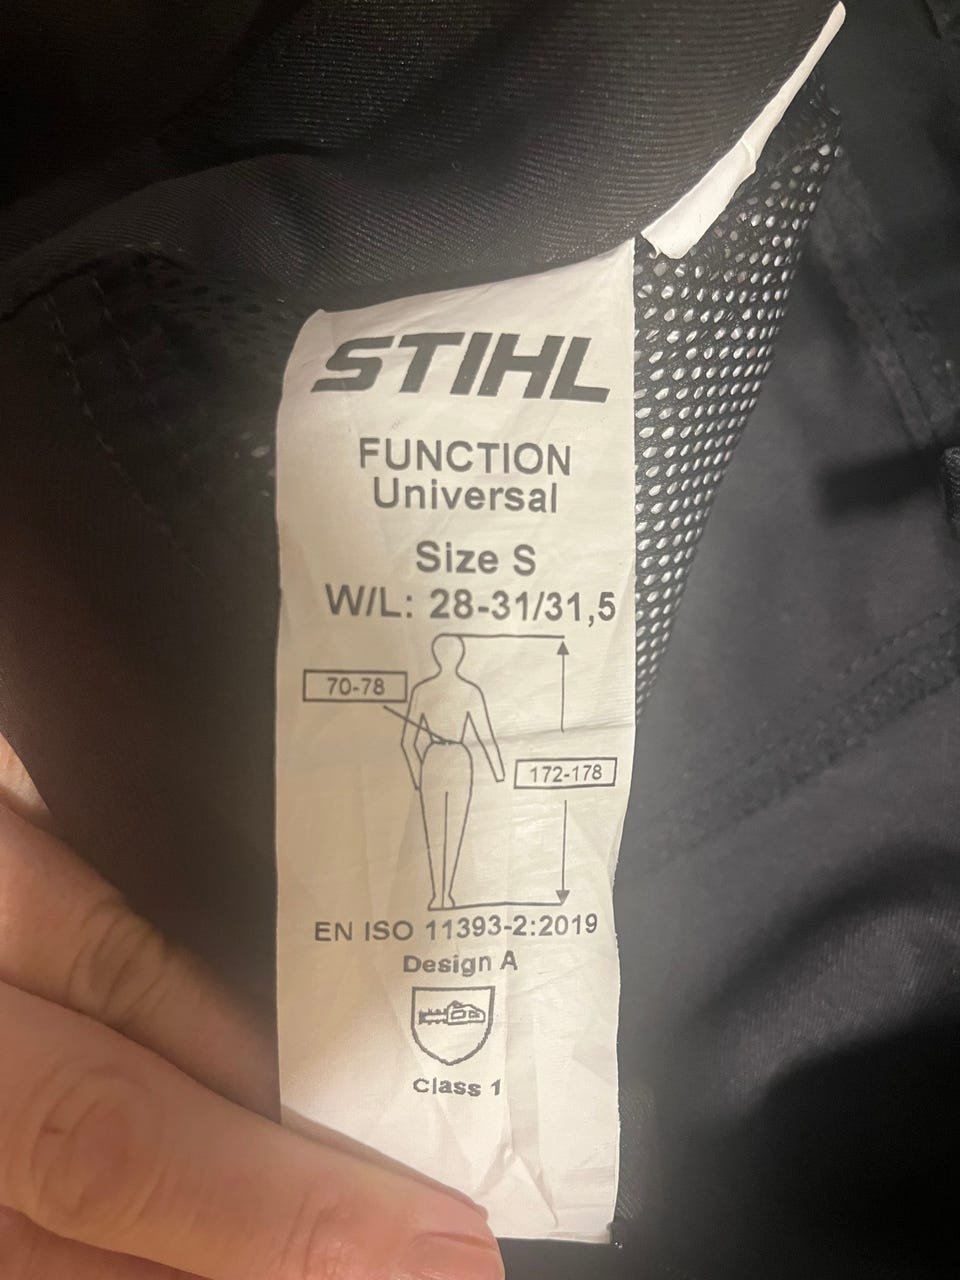 STIHL
FUNCTION
Universal
Size S
W/L: 28-31/31,5
70-78
172-178
EN ISO 11393-2:2019
Design A
Class 1